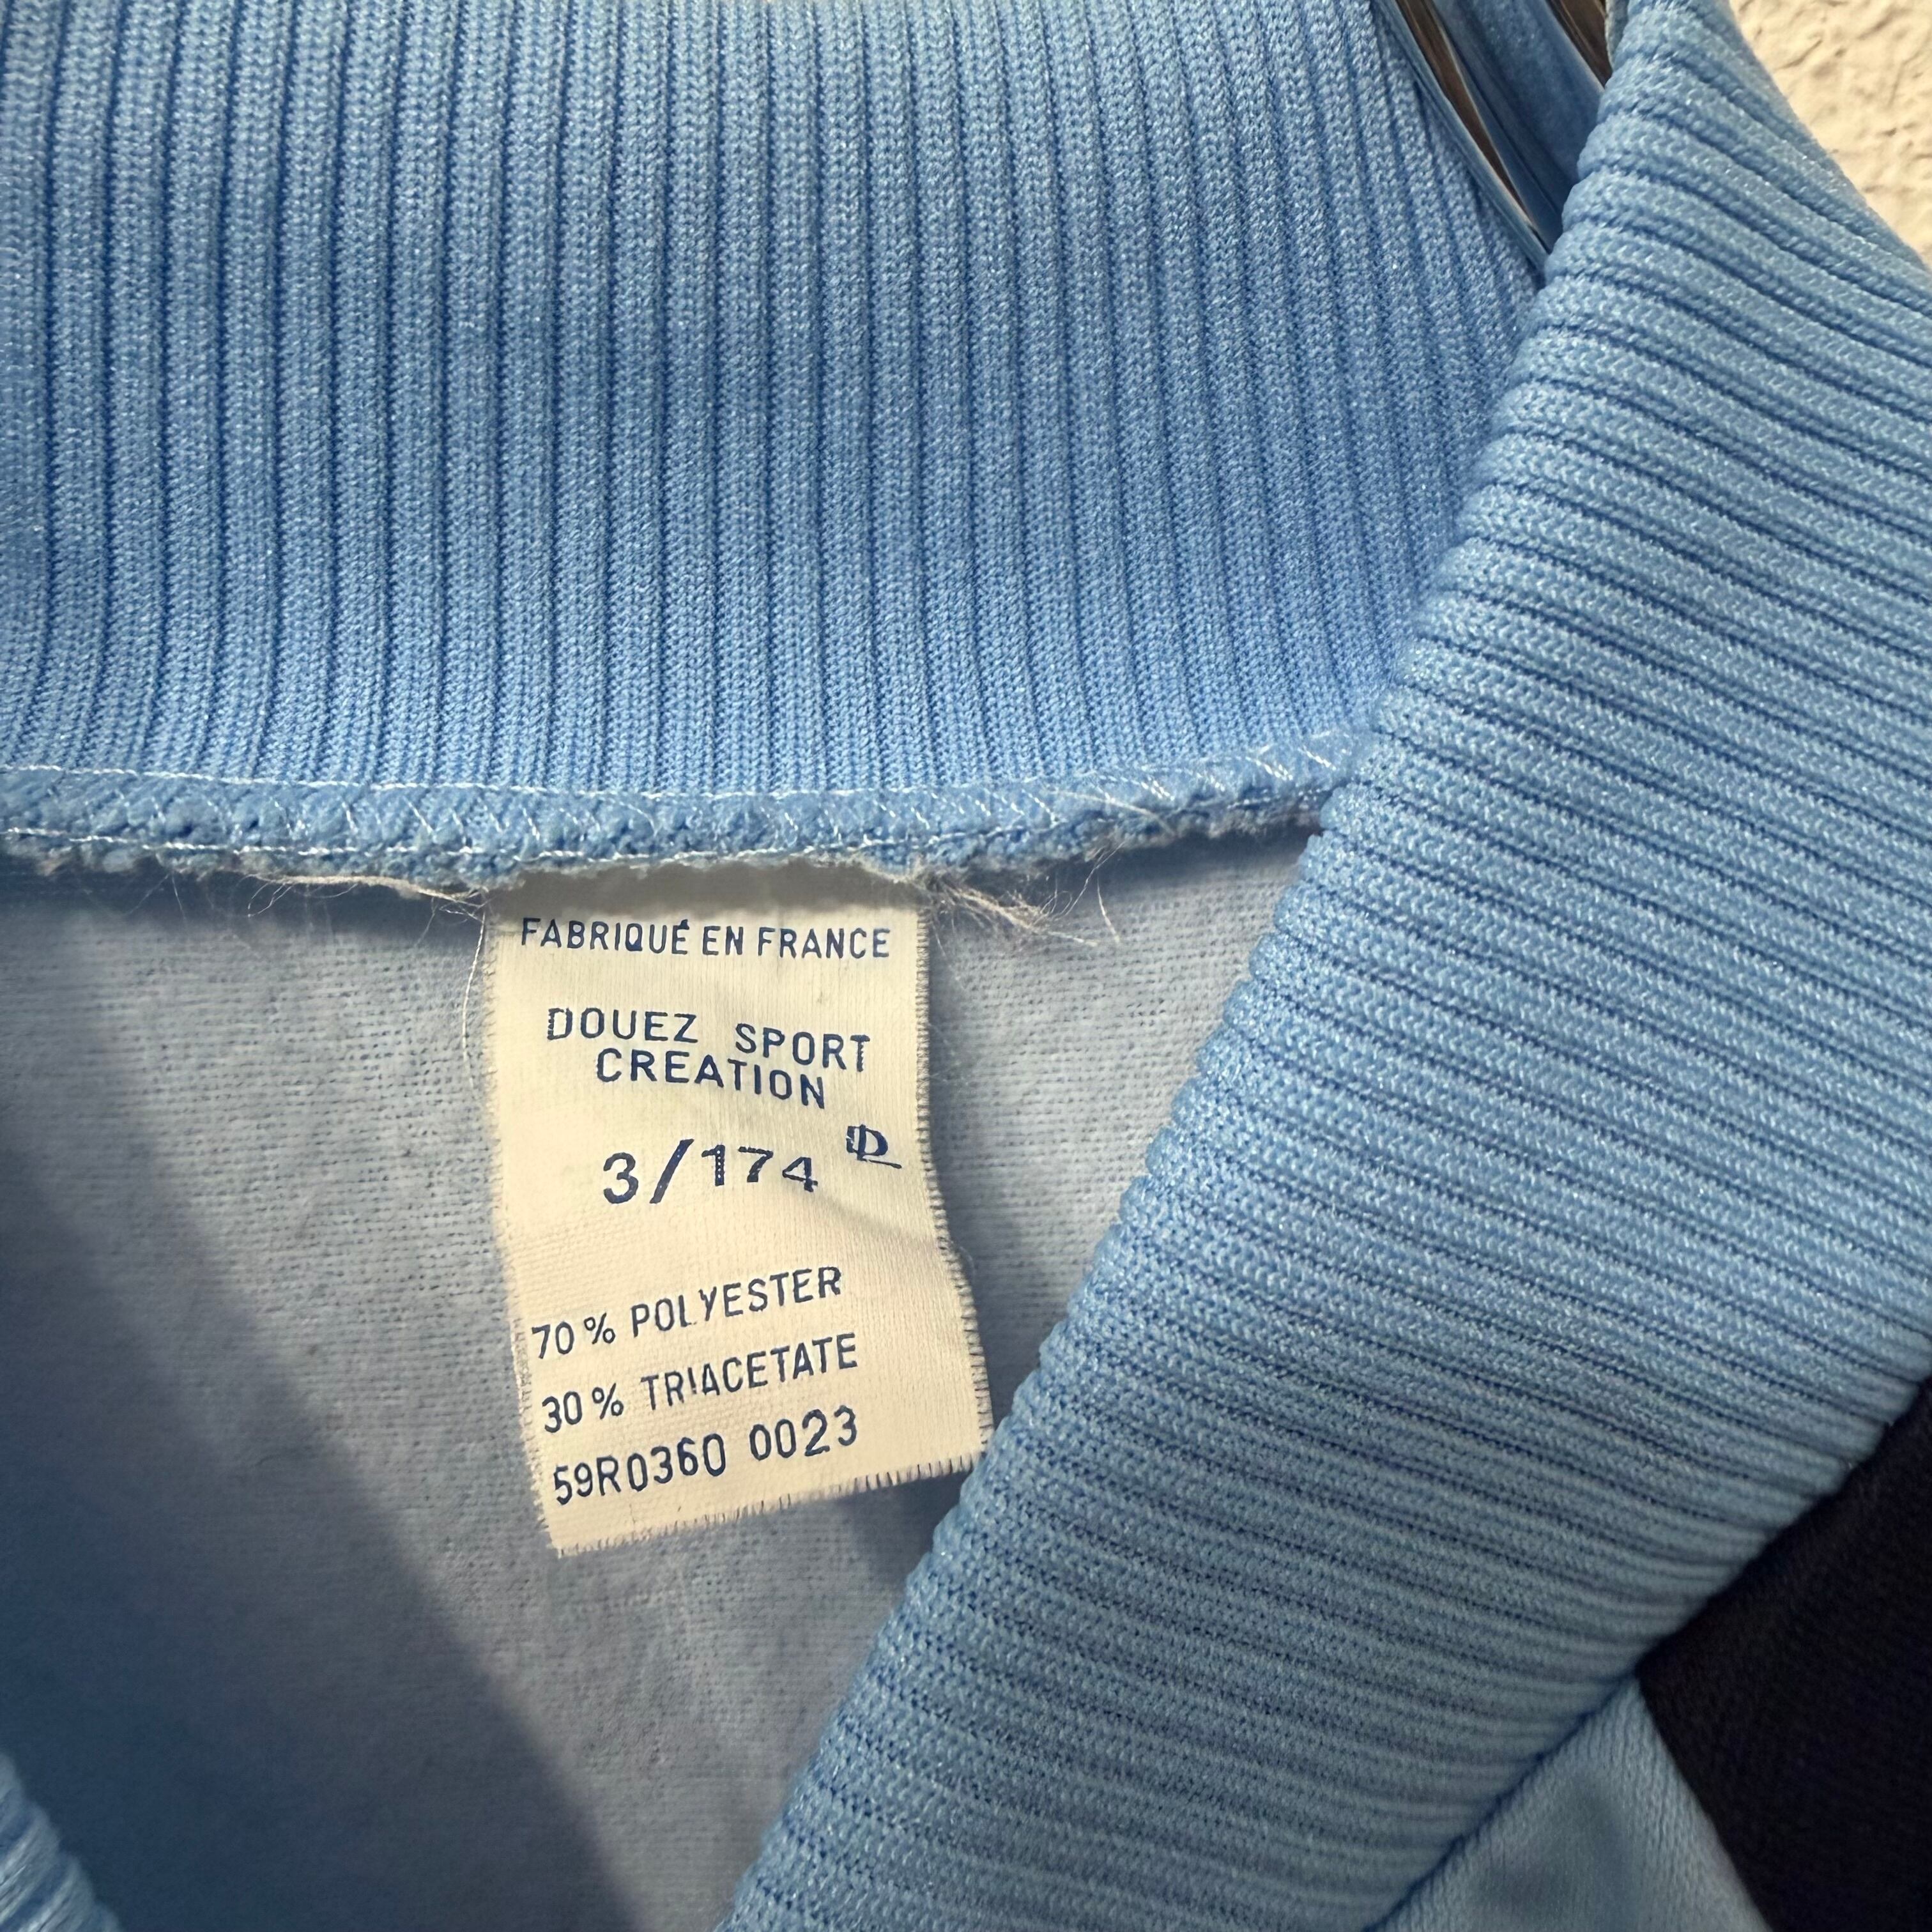 FABRIQUÉ EN FRANCE
DOUEZ SPORT
CREATION
3/174
70% POLYESTER
30% TRIACETATE
59R0360 0023